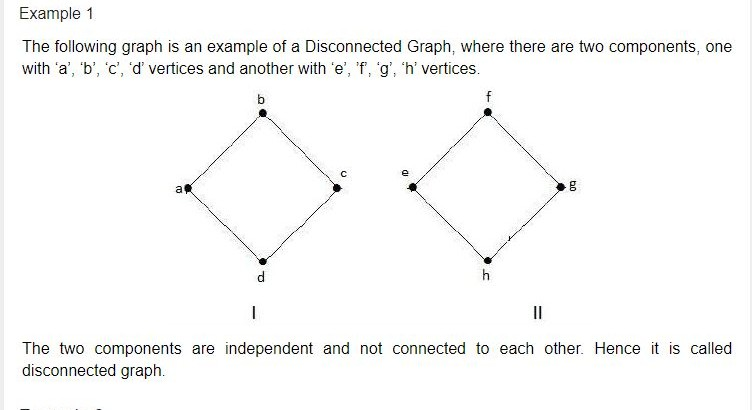 Example 1
The following graph is an example of a Disconnected Graph, where there are two components, one
with ‘a’, ‘b’, ‘c’, ‘d’ vertices and another with ‘e’, ’f’, ‘g’, ‘h’ vertices.
b f
c e
a g
d h
I II
The two components are independent and not connected to each other. Hence it is called
disconnected graph.